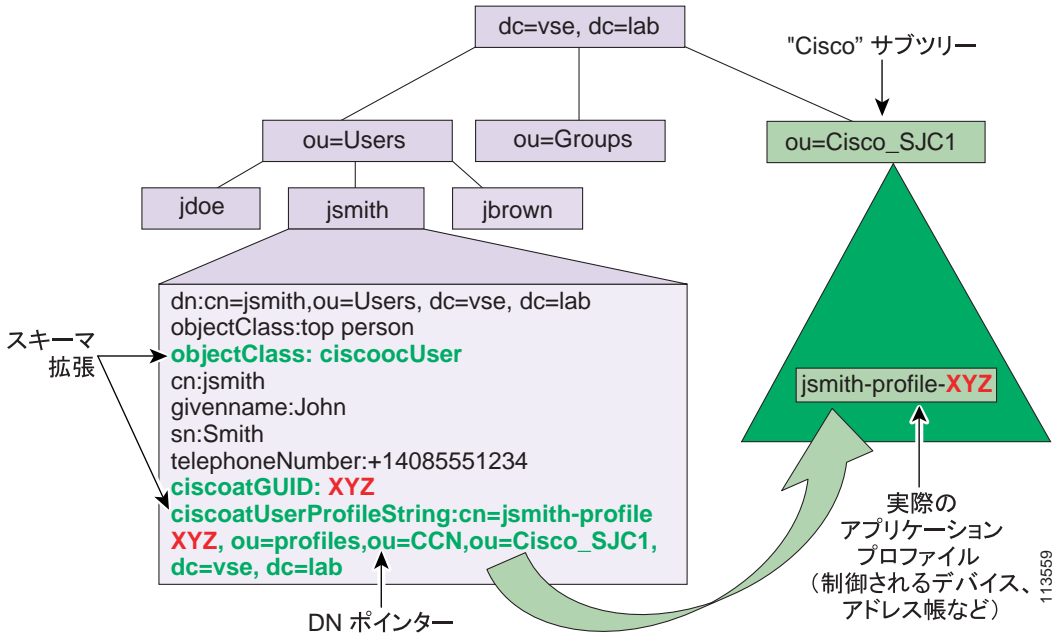 dc=vse, dc=lab
"Cisco" サブツリー
ou=Users
ou=Groups
ou=Cisco_SJC1
jdoe
jsmith
jbrown
スキーマ
拡張
dn:cn=jsmith,ou=Users, dc=vse, dc=lab
objectClass:top person
objectClass: ciscoocUser
cn:jsmith
givenname:John
sn:Smith
telephoneNumber:+14085551234
ciscoatGUID: XYZ
ciscoatUserProfileString:cn=jsmith-profile
XYZ, ou=profiles,ou=CCN,ou=Cisco_SJC1,
dc=vse, dc=lab
DN ポインター
jsmith-profile-XYZ
実際の
アプリケーション
プロファイル
(制御されるデバイス、
アドレス帳など)
113559